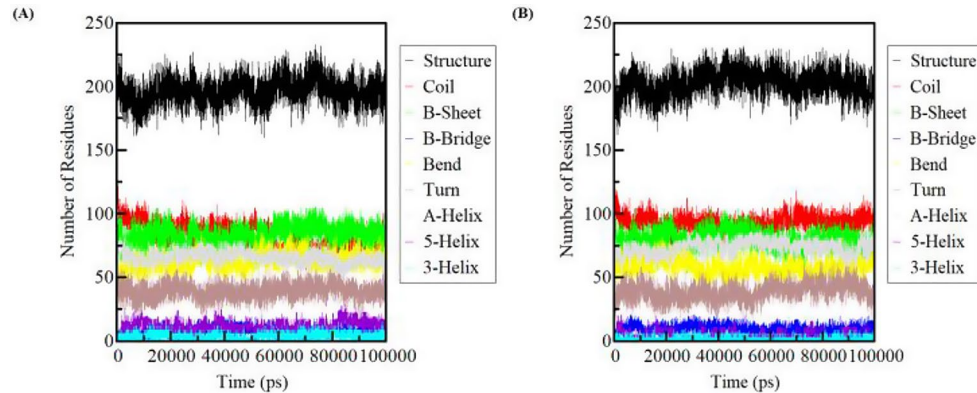 (A)
250
200
150
100
50
0
Number of Residues
0 20000 40000 60000 80000 100000
Time (ps)
Structure
Coil
B-Sheet
B-Bridge
Bend
Turn
A-Helix
5-Helix
3-Helix
(B)
250
200
150
100
50
0
Number of Residues
0 20000 40000 60000 80000 100000
Time (ps)
Structure
Coil
B-Sheet
B-Bridge
Bend
Turn
A-Helix
5-Helix
3-Helix